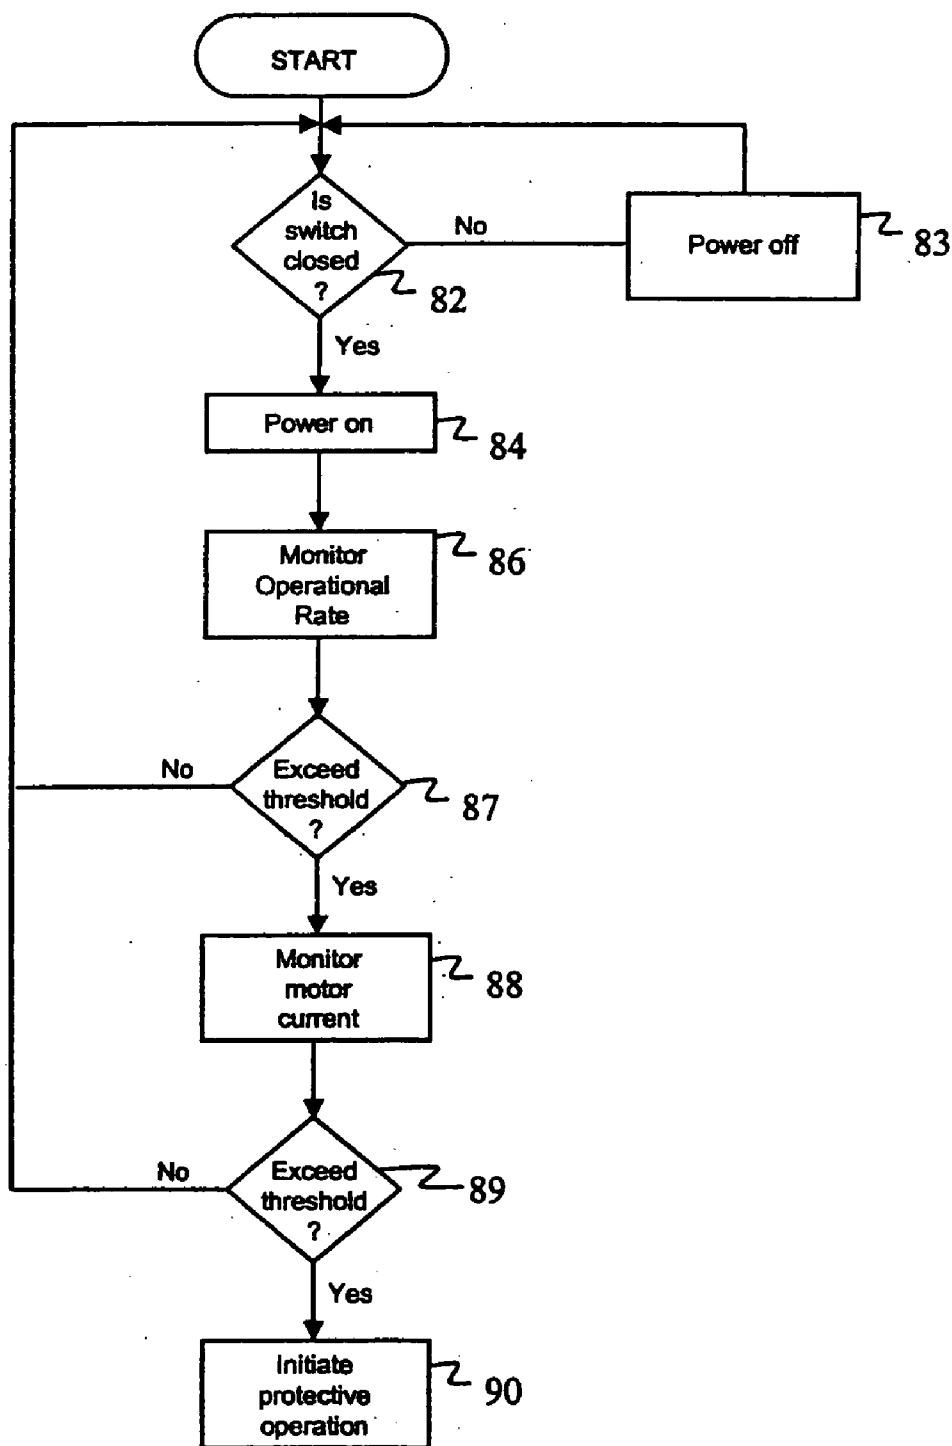 START
Is
switch
closed
?
82
No
Power off
83
Yes
Power on
84
Monitor
Operational
Rate
86
Exceed
threshold
?
87
No
Yes
Monitor
motor
current
88
Exceed
threshold
?
89
No
Yes
Initiate
protective
operation
90